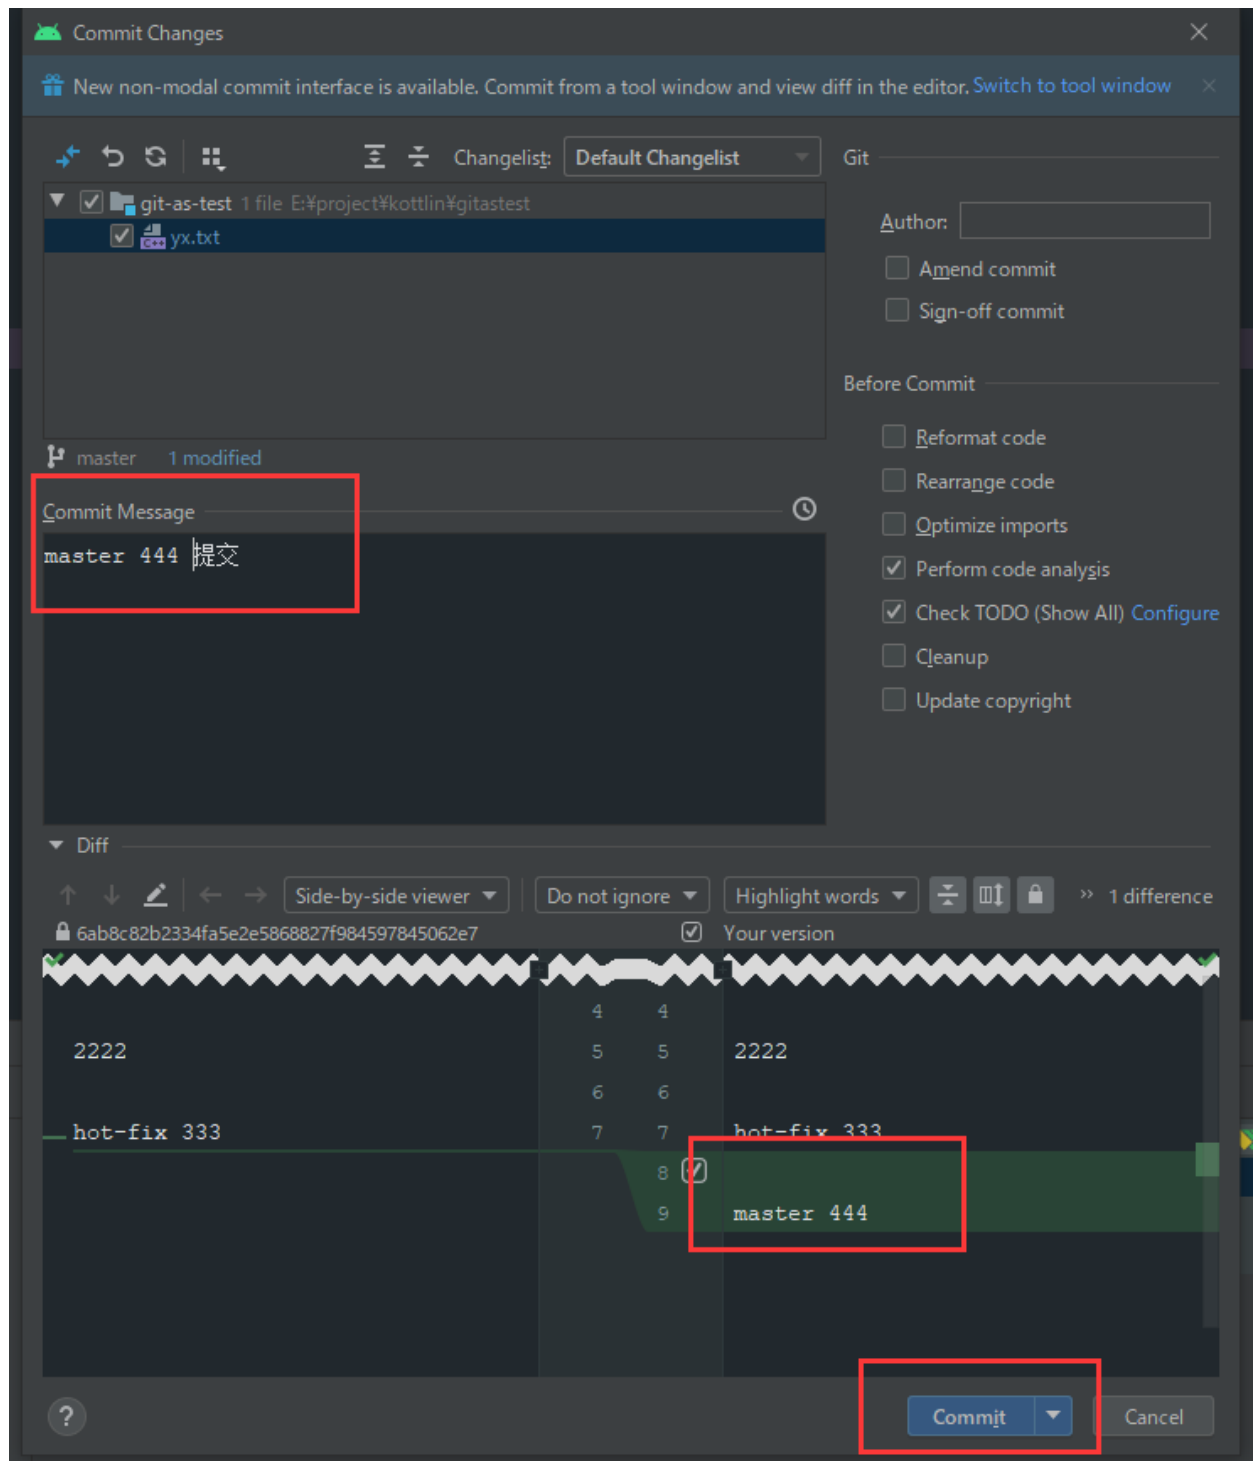 Commit Changes
New non-modal commit interface is available. Commit from a tool window and view diff in the editor. Switch to tool window
Changelist: Default Changelist
git-as-test 1 file E:¥project¥kottlin¥gitastest
C++ yx.txt
master 1 modified
Commit Message
master 444 提交
Git
Author:
Amend commit
Sign-off commit
Before Commit
Reformat code
Rearrange code
Optimize imports
Perform code analysis
Check TODO (Show All) Configure
Cleanup
Update copyright
Diff
Side-by-side viewer Do not ignore Highlight words >> 1 difference
6ab8c82b2334fa5e2e5868827f984597845062e7 Your version
4 4
2222 5 5 2222
6 6
hot-fix 333 7 7 hot-fix 333
8
9 master 444
? Commit Cancel